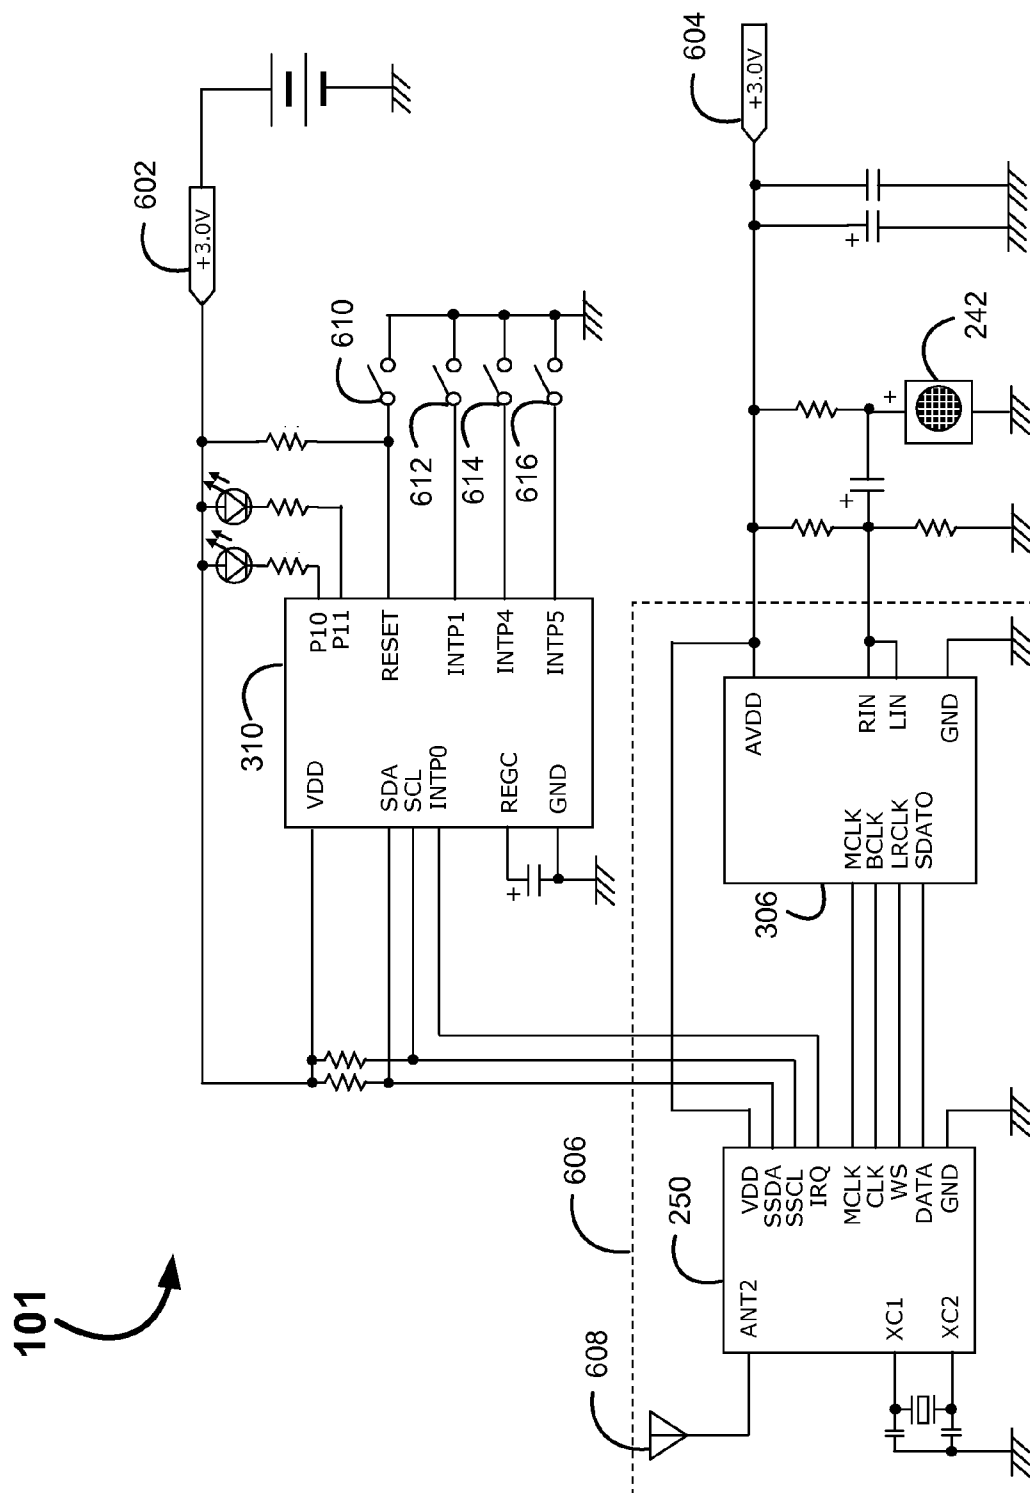 101
602
+3.0V
310
VDD
SDA
SCL
INTP0
REGC
GND
+
P10
P11
RESET
INTP1
INTP4
INTP5
610
612
614
616
606
608
250
ANT2
XC1
XC2
VDD
SSDA
SSCL
IRQ
MCLK
CLK
WS
DATA
GND
306
MCLK
BCLK
LRCLK
SDATO
AVDD
RIN
LIN
GND
+
+
242
+
604
+3.0V